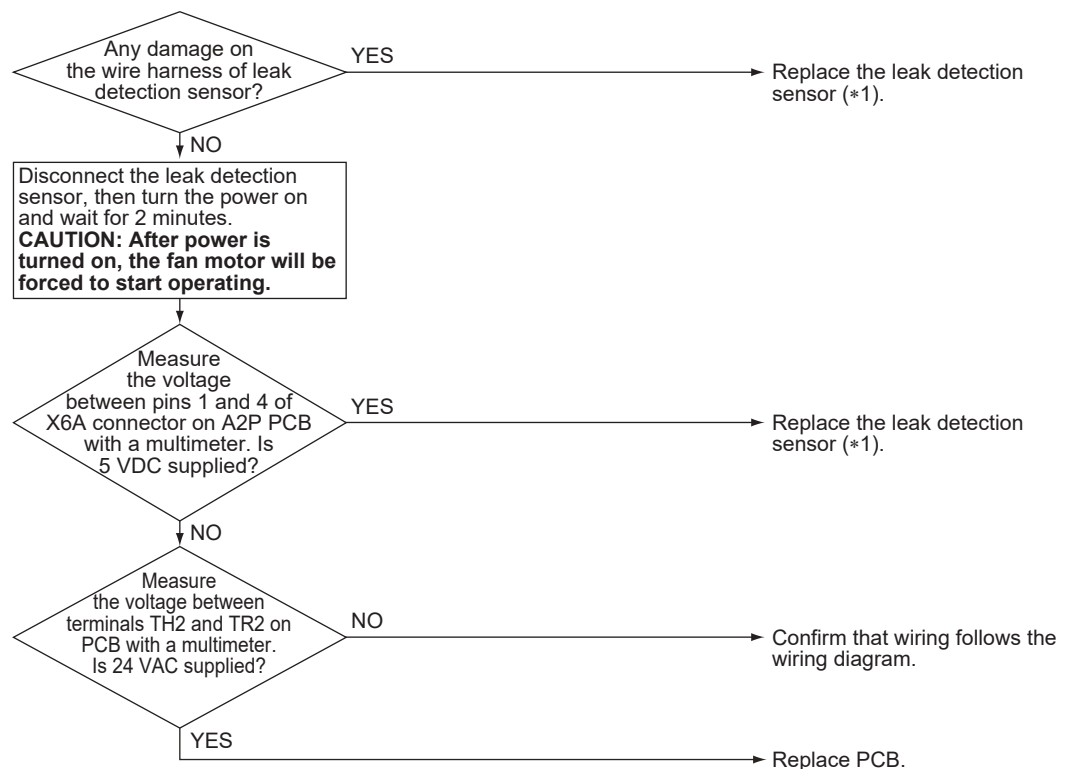 Any damage on
the wire harness of leak
detection sensor?
YES
Replace the leak detection
sensor (*1).
NO
Disconnect the leak detection
sensor, then turn the power on
and wait for 2 minutes.
CAUTION: After power is
turned on, the fan motor will be
forced to start operating.
Measure
the voltage
between pins 1 and 4 of
X6A connector on A2P PCB
with a multimeter. Is
5 VDC supplied?
YES
Replace the leak detection
sensor (*1).
NO
Measure
the voltage between
terminals TH2 and TR2 on
PCB with a multimeter.
Is 24 VAC supplied?
NO
Confirm that wiring follows the
wiring diagram.
YES
Replace PCB.